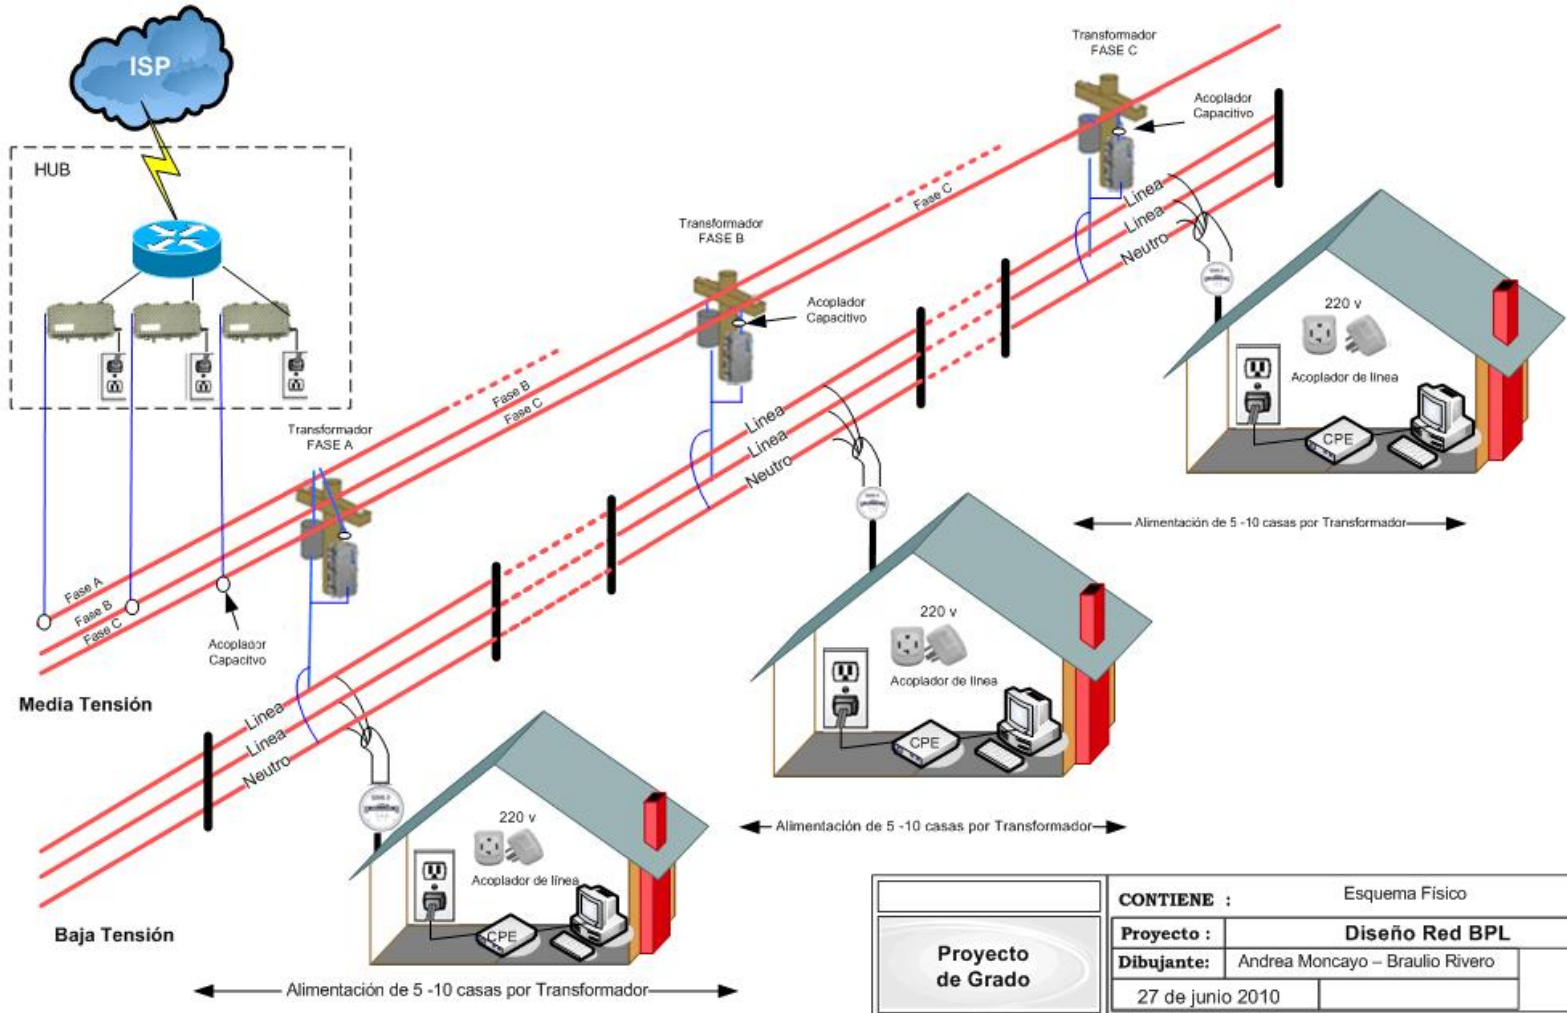 ISP
HUB
Transformador
FASE C
Acoplador
Capacitivo
Fase C
Transformador
FASE B
Acoplador
Capacitivo
Linea
Linea
Neutro
220 v
Acoplador de línea
CPE
Alimentación de 5 -10 casas por Transformador
Fase B
Fase C
Transformador
FASE A
Linea
Linea
Neutro
220 v
Acoplador de línea
CPE
Alimentación de 5 -10 casas por Transformador
Fase A
Fase B
Fase C
Acoplador
Capacitvo
Media Tensión
Linea
Linea
Neutro
220 v
Acoplador de línea
CPE
Baja Tensión
Alimentación de 5 -10 casas por Transformador
Proyecto
de Grado
CONTIENE : Esquema Físico
Proyecto : Diseño Red BPL
Dibujante: Andrea Moncayo – Braulio Rivero
27 de junio 2010